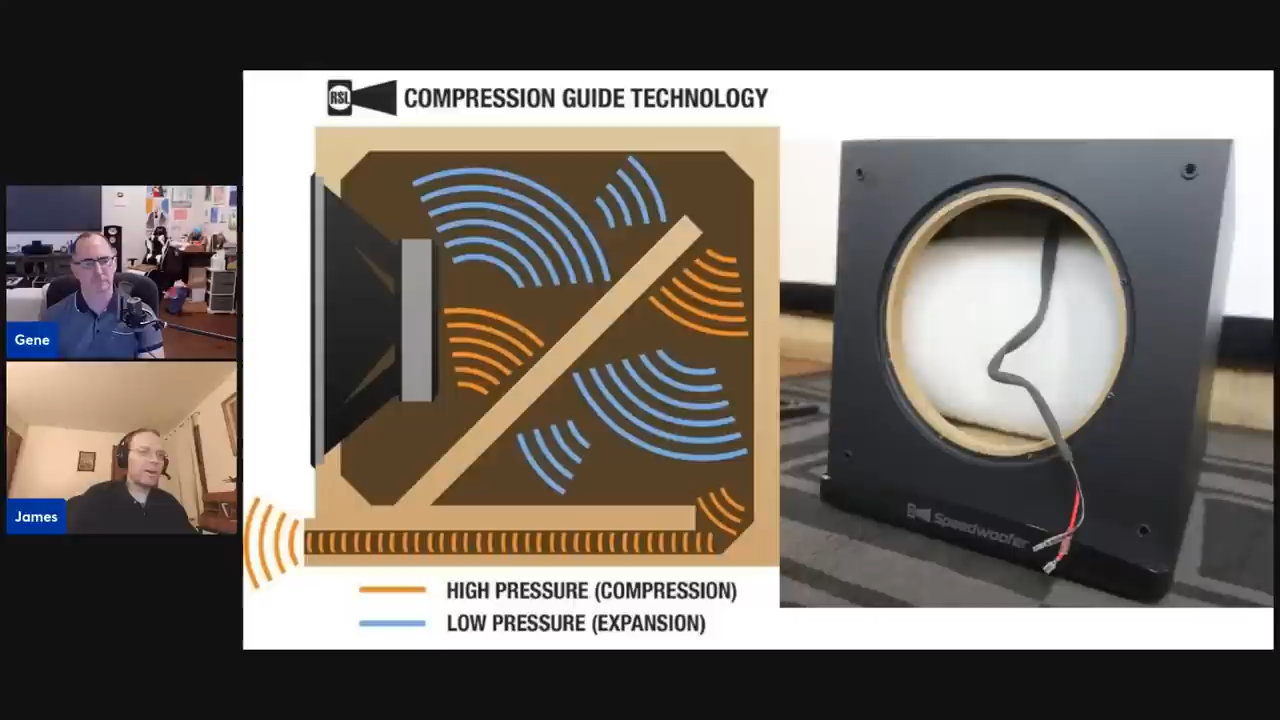 RSL
COMPRESSION GUIDE TECHNOLOGY
Gene
James
Speedwoofer
HIGH PRESSURE (COMPRESSION)
LOW PRESSURE (EXPANSION)